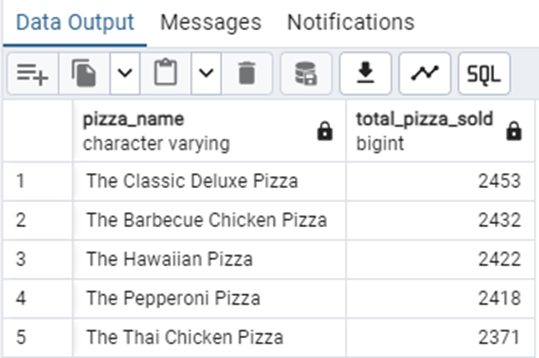 Data Output Messages Notifications
SQL
pizza_name total_pizza_sold
character varying bigint
1 The Classic Deluxe Pizza 2453
2 The Barbecue Chicken Pizza 2432
3 The Hawaiian Pizza 2422
4 The Pepperoni Pizza 2418
5 The Thai Chicken Pizza 2371